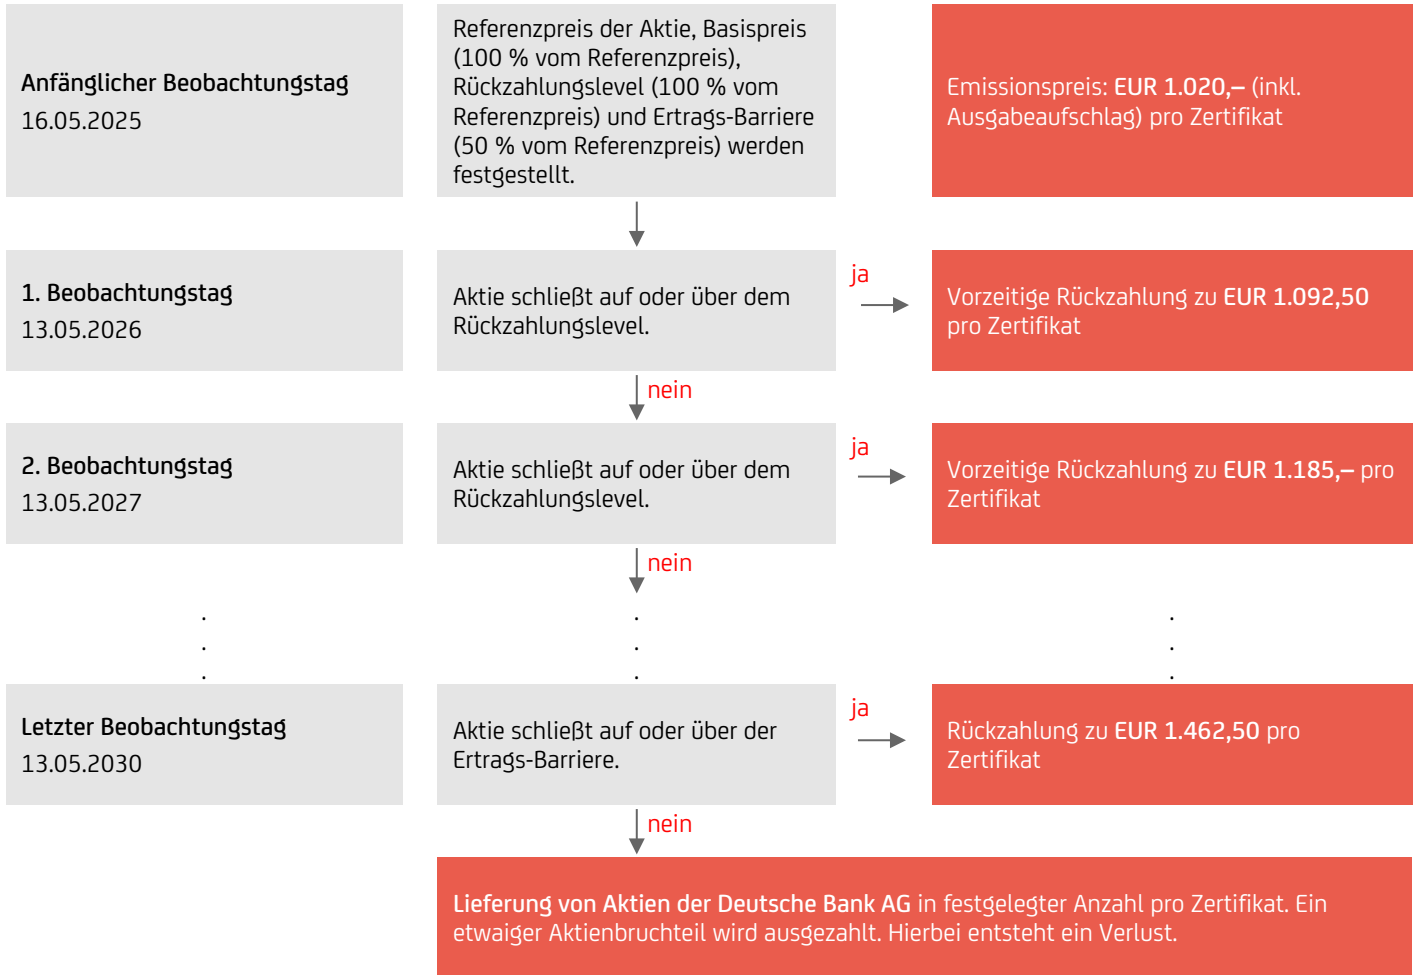 Anfänglicher Beobachtungstag
16.05.2025
Referenzpreis der Aktie, Basispreis
(100 % vom Referenzpreis),
Rückzahlungslevel (100 % vom
Referenzpreis) und Ertrags-Barriere
(50 % vom Referenzpreis) werden
festgestellt.
Emissionspreis: EUR 1.020,– (inkl.
Ausgabeaufschlag) pro Zertifikat
1. Beobachtungstag
13.05.2026
Aktie schließt auf oder über dem
Rückzahlungslevel.
ja
Vorzeitige Rückzahlung zu EUR 1.092,50
pro Zertifikat
nein
2. Beobachtungstag
13.05.2027
Aktie schließt auf oder über dem
Rückzahlungslevel.
ja
Vorzeitige Rückzahlung zu EUR 1.185,– pro
Zertifikat
nein
. . .
. . .
. . .
Letzter Beobachtungstag
13.05.2030
Aktie schließt auf oder über der
Ertrags-Barriere.
ja
Rückzahlung zu EUR 1.462,50 pro
Zertifikat
nein
Lieferung von Aktien der Deutsche Bank AG in festgelegter Anzahl pro Zertifikat. Ein
etwaiger Aktienbruchteil wird ausgezahlt. Hierbei entsteht ein Verlust.